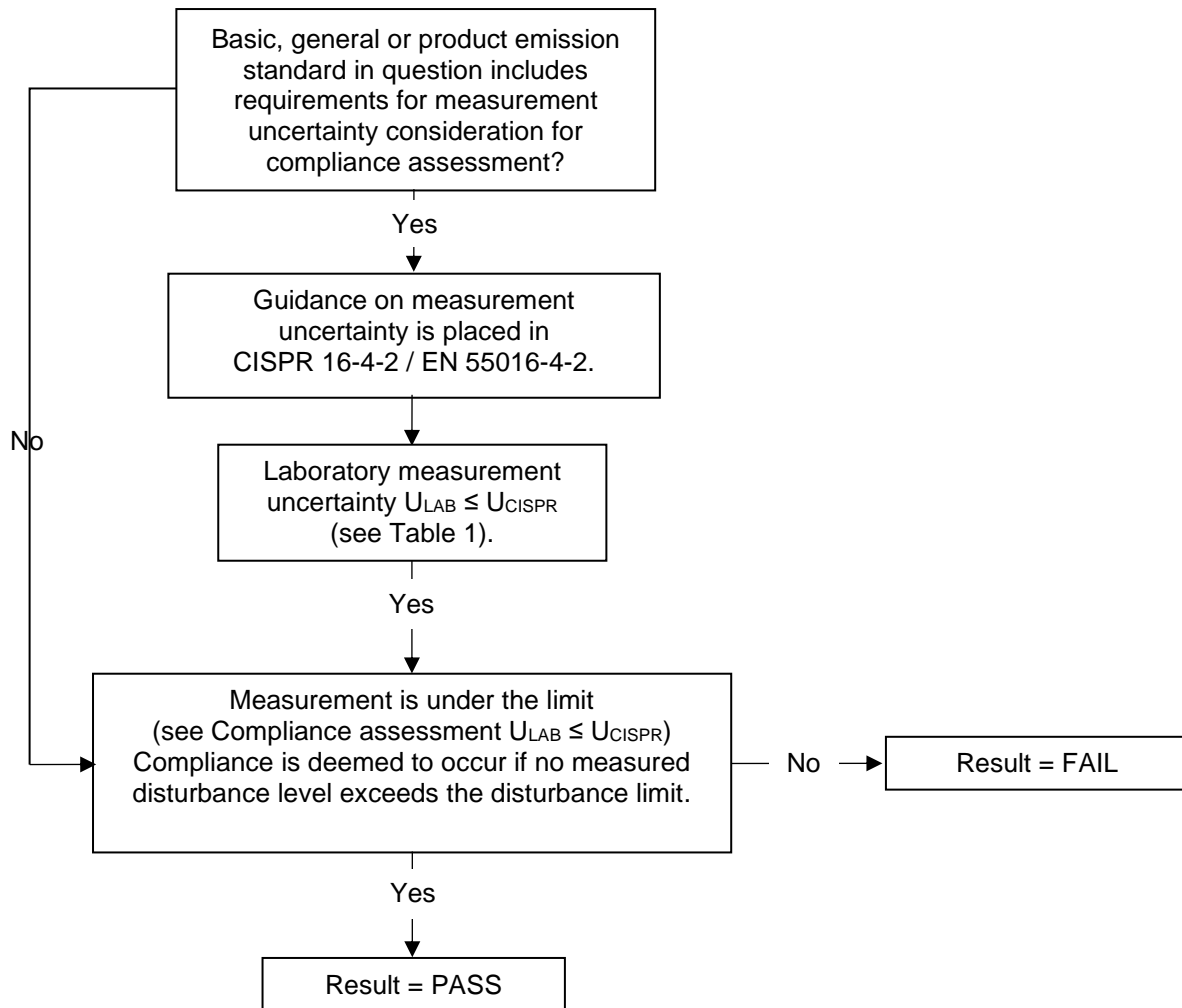 Basic, general or product emission
standard in question includes
requirements for measurement
uncertainty consideration for
compliance assessment?
Yes
Guidance on measurement
uncertainty is placed in
CISPR 16-4-2 / EN 55016-4-2.
No
Laboratory measurement
uncertainty ULAB ≤ UCISPR
(see Table 1).
Yes
Measurement is under the limit
(see Compliance assessment ULAB ≤ UCISPR)
Compliance is deemed to occur if no measured
disturbance level exceeds the disturbance limit.
No
Result = FAIL
Yes
Result = PASS